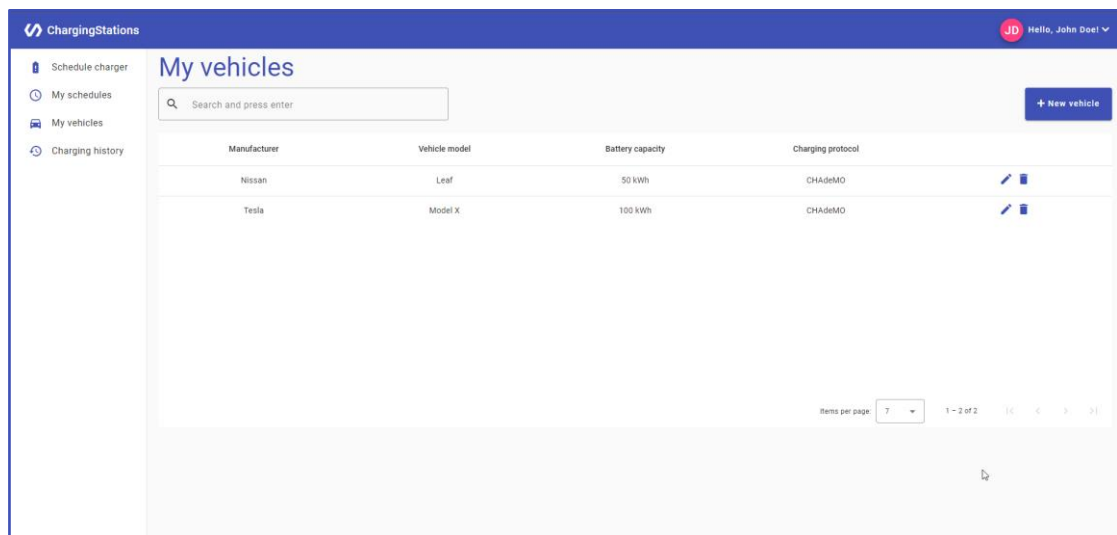 ChargingStations
JD Hello, John Doe!
Schedule charger
My schedules
My vehicles
Charging history
My vehicles
Search and press enter
+ New vehicle
Manufacturer Vehicle model Battery capacity Charging protocol
Nissan Leaf 50 kWh CHAdeMO
Tesla Model X 100 kWh CHAdeMO
Items per page: 7 1 – 2 of 2